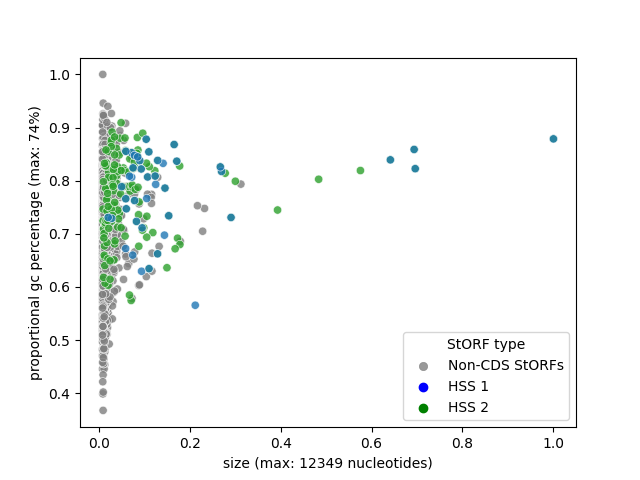 1.0
0.9
0.8
0.7
0.6
0.5
0.4
proportional gc percentage (max: 74%)
StORF type
Non-CDS StORFs
HSS 1
HSS 2
0.0 0.2 0.4 0.6 0.8 1.0
size (max: 12349 nucleotides)